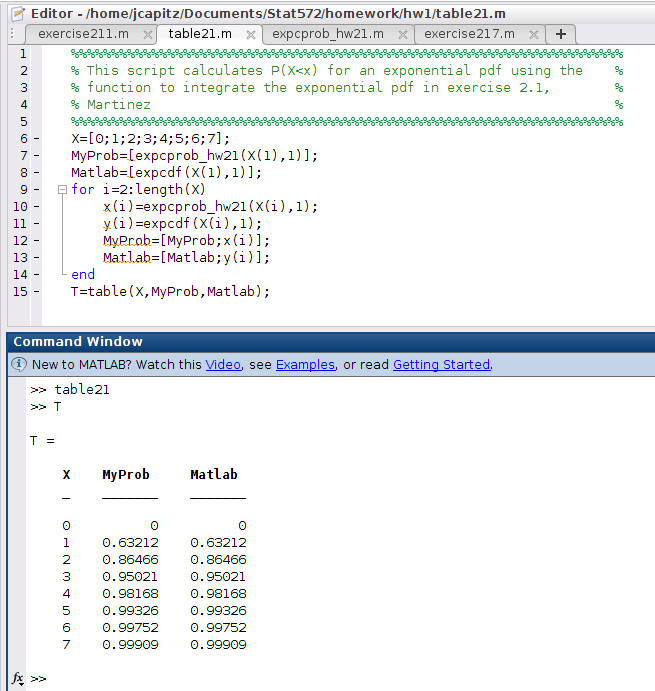 Editor - /home/jcapitz/Documents/Stat572/homework/hw1/table21.m
exercise211.m × table21.m × expcprob_hw21.m × exercise217.m × +
1 %%%%%%%%%%%%%%%%%%%%%%%%%%%%%%%%%%%%%%%%%%%%%%%%%%%%%%%%%%%%%%%%%%%%%
2 % This script calculates P(X<x) for an exponential pdf using the %
3 % function to integrate the exponential pdf in exercise 2.1, %
4 % Martinez %
5 %%%%%%%%%%%%%%%%%%%%%%%%%%%%%%%%%%%%%%%%%%%%%%%%%%%%%%%%%%%%%%%%%%%%%
6 - X=[0;1;2;3;4;5;6;7];
7 - MyProb=[expcprob_hw21(X(1),1)];
8 - Matlab=[expcdf(X(1),1)];
9 - for i=2:length(X)
10 - x(i)=expcprob_hw21(X(i),1);
11 - y(i)=expcdf(X(i),1);
12 - MyProb=[MyProb;x(i)];
13 - Matlab=[Matlab;y(i)];
14 - end
15 - T=table(X,MyProb,Matlab);
Command Window
New to MATLAB? Watch this Video, see Examples, or read Getting Started.
>> table21
>> T
T =
X MyProb Matlab
_ _______ _______
0 0 0
1 0.63212 0.63212
2 0.86466 0.86466
3 0.95021 0.95021
4 0.98168 0.98168
5 0.99326 0.99326
6 0.99752 0.99752
7 0.99909 0.99909
fx >>